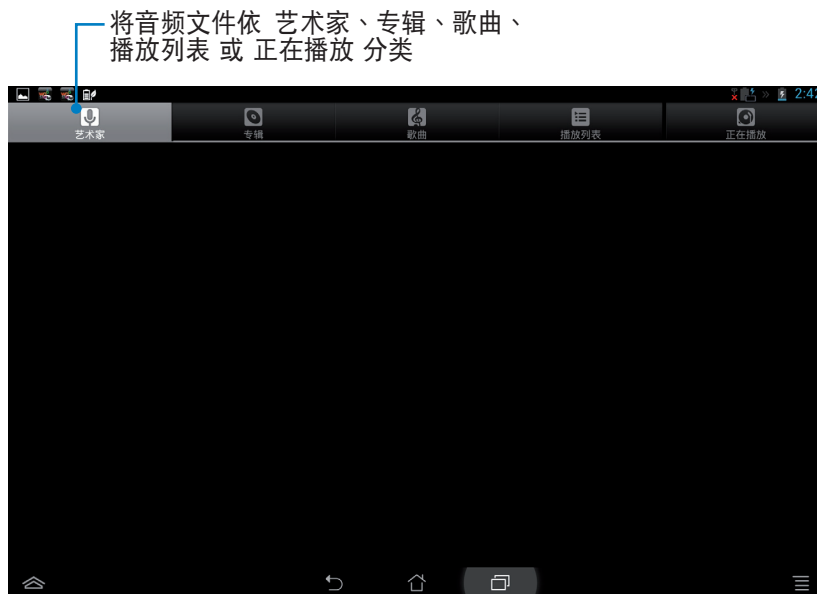 将音频文件依 艺术家、专辑、歌曲、
播放列表 或 正在播放 分类
2:42
艺术家 专辑 歌曲 播放列表 正在播放